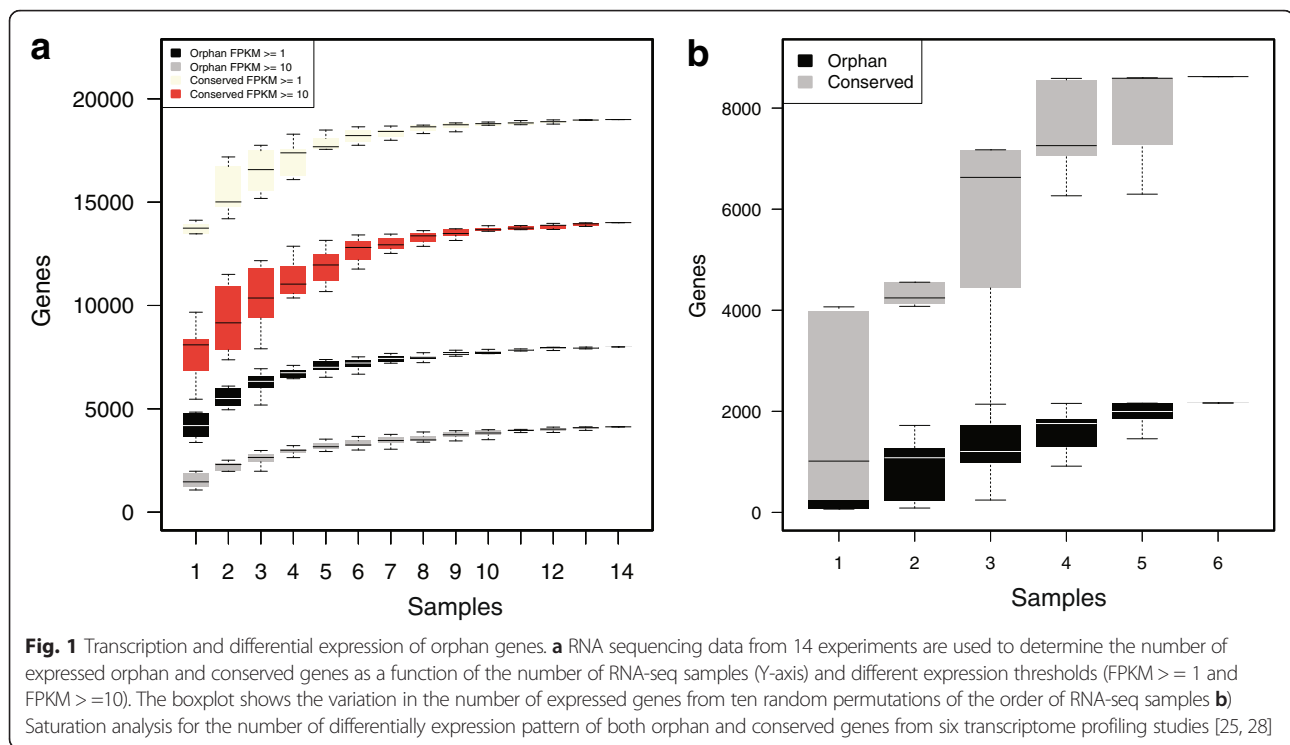 a
Orphan FPKM >= 1
Orphan FPKM >= 10
Conserved FPKM >= 1
Conserved FPKM >= 10
20000
15000
10000
5000
0
Genes
1 2 3 4 5 6 7 8 9 10 12 14
Samples
b
Orphan
Conserved
8000
6000
4000
2000
0
Genes
1 2 3 4 5 6
Samples
Fig. 1 Transcription and differential expression of orphan genes. a RNA sequencing data from 14 experiments are used to determine the number of
expressed orphan and conserved genes as a function of the number of RNA-seq samples (Y-axis) and different expression thresholds (FPKM > = 1 and
FPKM > =10). The boxplot shows the variation in the number of expressed genes from ten random permutations of the order of RNA-seq samples b)
Saturation analysis for the number of differentially expression pattern of both orphan and conserved genes from six transcriptome profiling studies [25, 28]